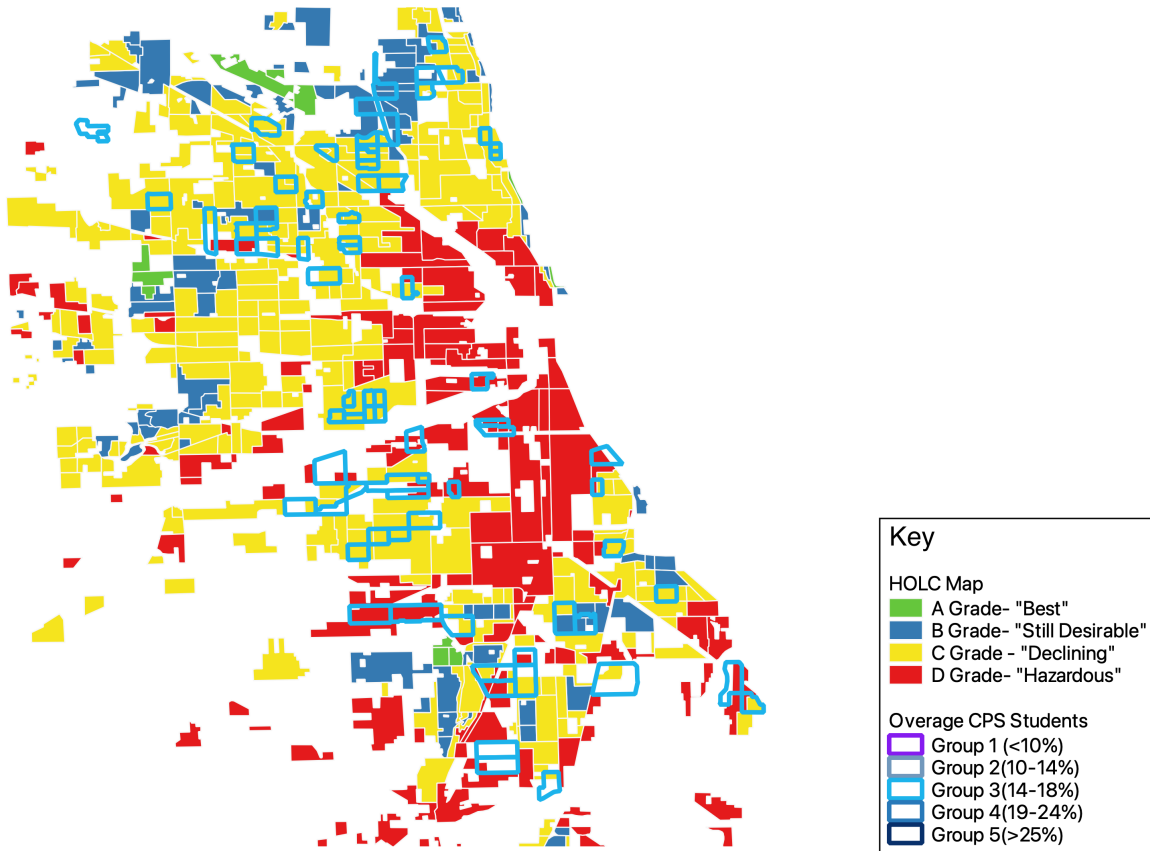 Key
HOLC Map
A Grade- "Best"
B Grade- "Still Desirable"
C Grade - "Declining"
D Grade- "Hazardous"
Overage CPS Students
Group 1 (<10%)
Group 2(10-14%)
Group 3(14-18%)
Group 4(19-24%)
Group 5(>25%)